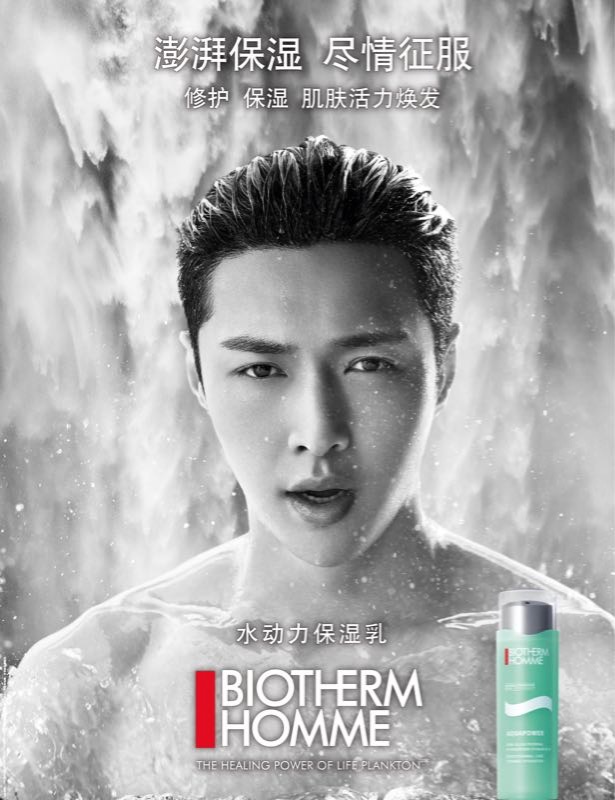 澎湃保湿 尽情征服
修护 保湿 肌肤活力焕发
水动力保湿乳
BIOTHERM
HOMME
THE HEALING POWER OF LIFE PLANKTON™
BIOTHERM
HOMME
AQUAPOWER